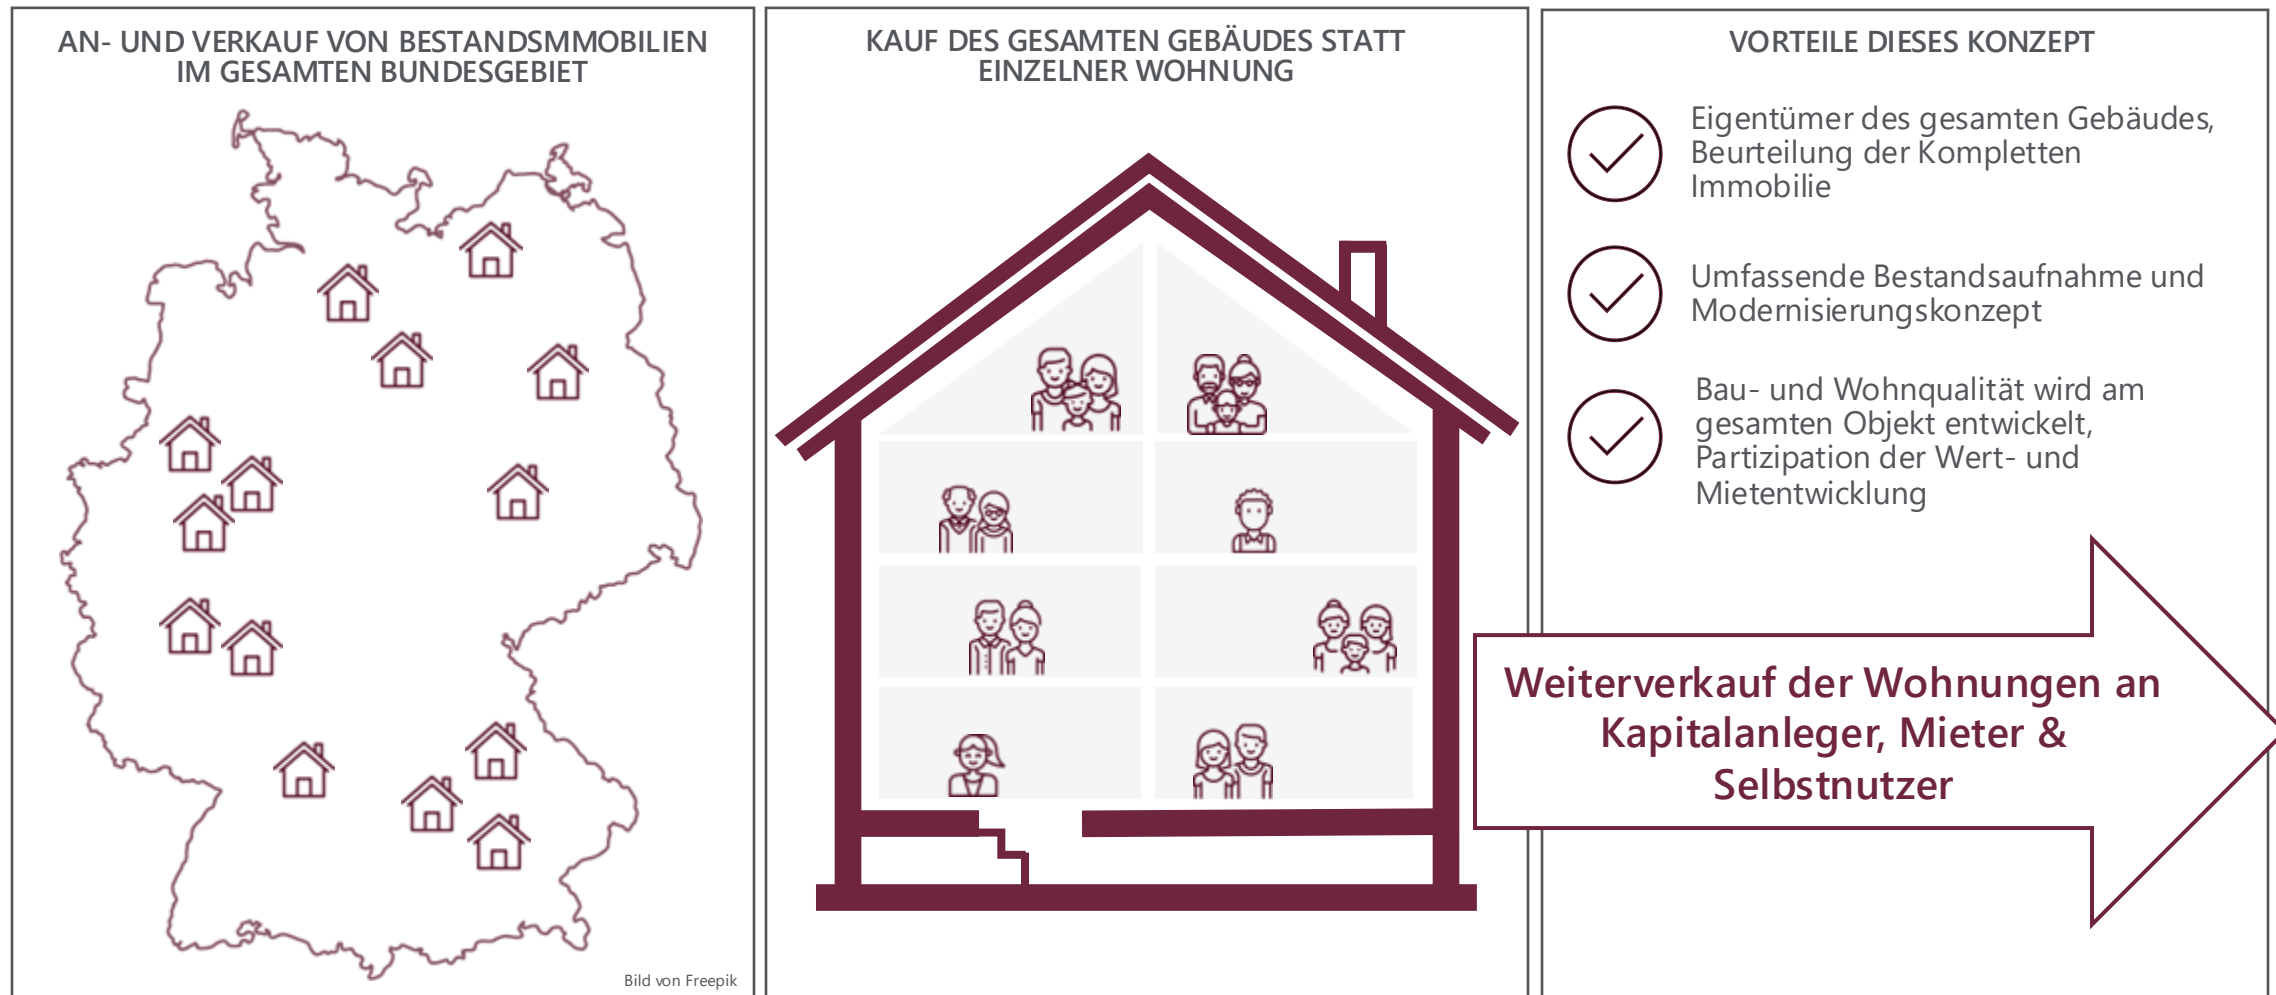 AN- UND VERKAUF VON BESTANDSMMOBILIEN
IM GESAMTEN BUNDESGEBIET
Bild von Freepik
KAUF DES GESAMTEN GEBÄUDES STATT
EINZELNER WOHNUNG
VORTEILE DIESES KONZEPT
Eigentümer des gesamten Gebäudes,
Beurteilung der Kompletten
Immobilie
Umfassende Bestandsaufnahme und
Modernisierungskonzept
Bau- und Wohnqualität wird am
gesamten Objekt entwickelt,
Partizipation der Wert- und
Mietentwicklung
Weiterverkauf der Wohnungen an
Kapitalanleger, Mieter &
Selbstnutzer